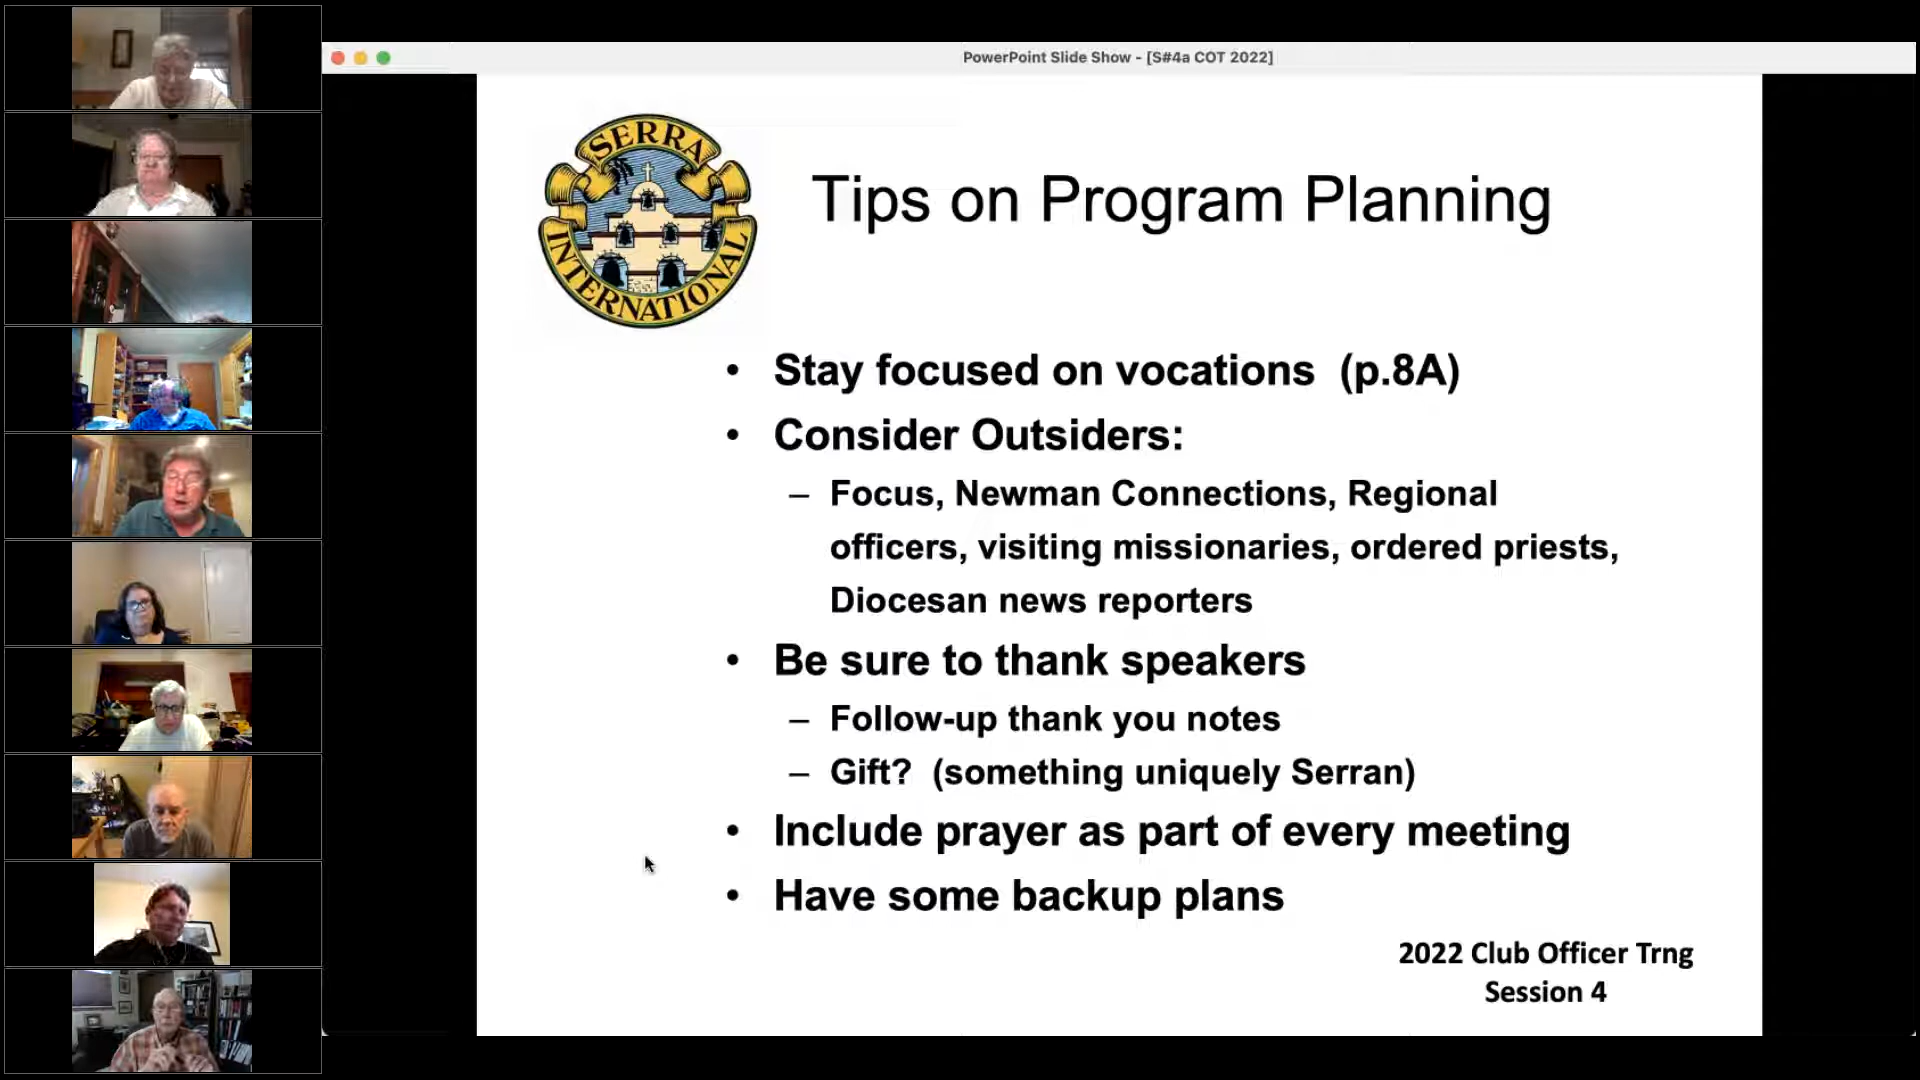 PowerPoint Slide Show - [S#4a COT 2022]
SERRA
INTERNATIONAL
Tips on Program Planning
• Stay focused on vocations (p.8A)
• Consider Outsiders:
– Focus, Newman Connections, Regional
officers, visiting missionaries, ordered priests,
Diocesan news reporters
• Be sure to thank speakers
– Follow-up thank you notes
– Gift? (something uniquely Serran)
• Include prayer as part of every meeting
• Have some backup plans
2022 Club Officer Trng
Session 4